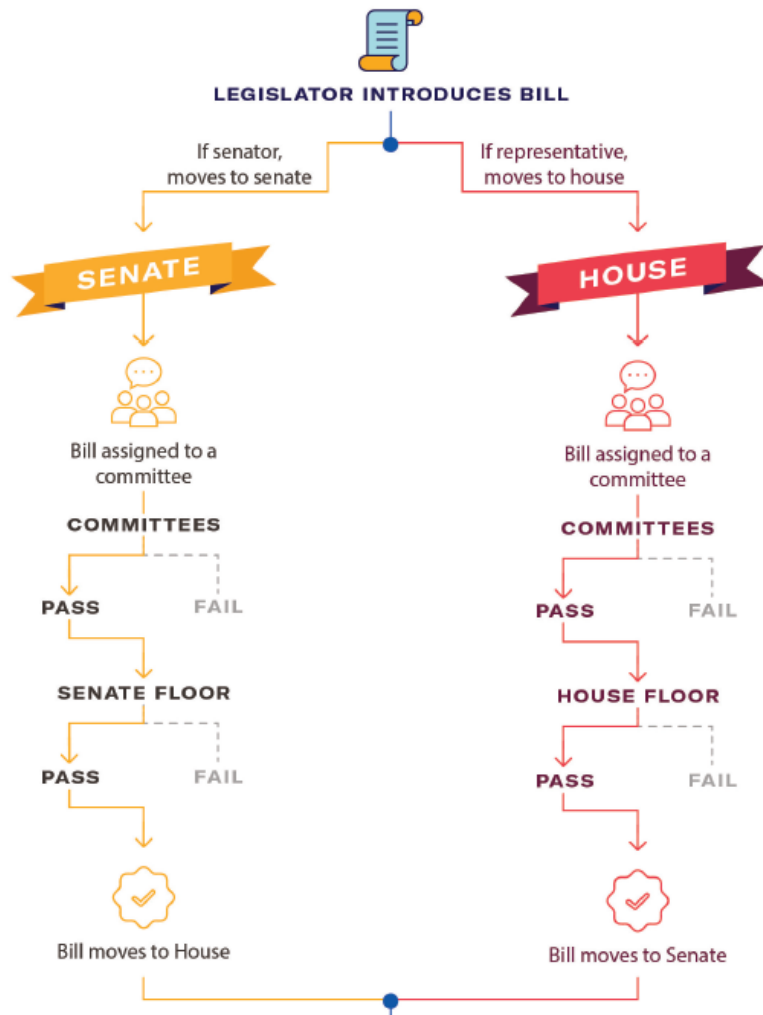 LEGISLATOR INTRODUCES BILL
If senator,
moves to senate
If representative,
moves to house
SENATE
HOUSE
Bill assigned to a
committee
Bill assigned to a
committee
COMMITTEES
COMMITTEES
PASS
FAIL
PASS
FAIL
SENATE FLOOR
HOUSE FLOOR
PASS
FAIL
PASS
FAIL
Bill moves to House
Bill moves to Senate